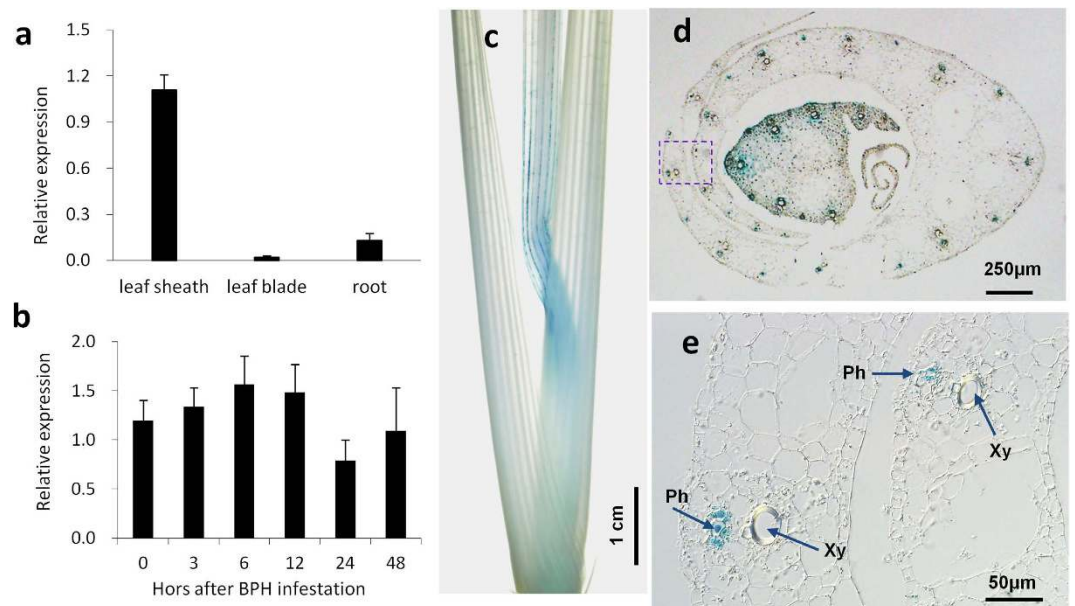 a
Relative expression
1.5
1.2
0.9
0.6
0.3
0.0
leaf sheath leaf blade root
b
Relative expression
2.0
1.5
1.0
0.5
0.0
0 3 6 12 24 48
Hors after BPH infestation
c
1 cm
d
250μm
e
Ph
Xy
Ph
Xy
50μm